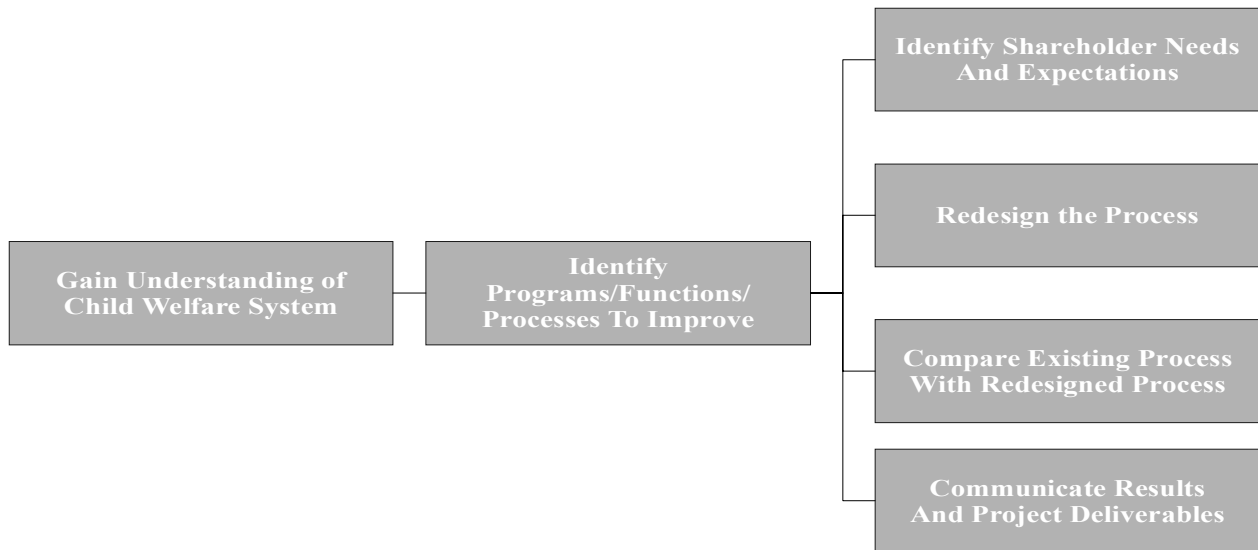 Gain Understanding of
Child Welfare System
Identify
Programs/Functions/
Processes To Improve
Identify Shareholder Needs
And Expectations
Redesign the Process
Compare Existing Process
With Redesigned Process
Communicate Results
And Project Deliverables